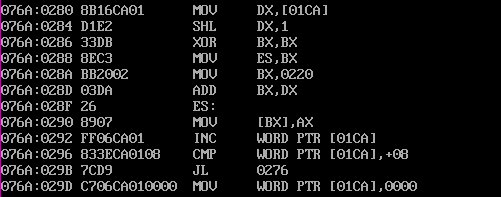 076A:0280 8B16CA01 MOV DX,[01CA]
076A:0284 D1E2 SHL DX,1
076A:0286 33DB XOR BX,BX
076A:0288 8EC3 MOV ES,BX
076A:028A BB2002 MOV BX,0220
076A:028D 03DA ADD BX,DX
076A:028F 26 ES:
076A:0290 8907 MOV [BX],AX
076A:0292 FF06CA01 INC WORD PTR [01CA]
076A:0296 833ECA0108 CMP WORD PTR [01CA],+08
076A:029B 7CD9 JL 0276
076A:029D C706CA010000 MOV WORD PTR [01CA],0000